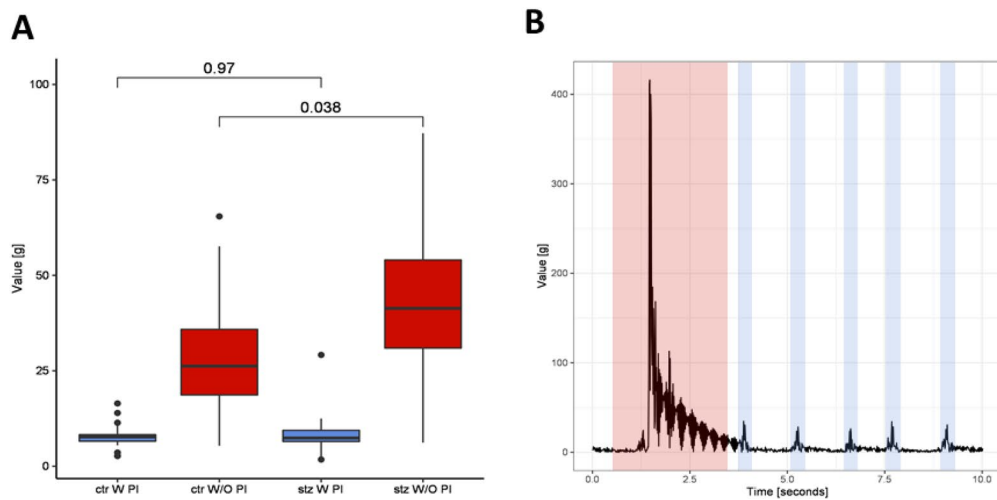 A
B
0.97
0.038
100
75
50
25
0
Value [g]
ctr W PI
ctr W/O PI
stz W PI
stz W/O PI
400
300
200
100
0
Value [g]
0.0
2.5
5.0
7.5
10.0
Time [seconds]